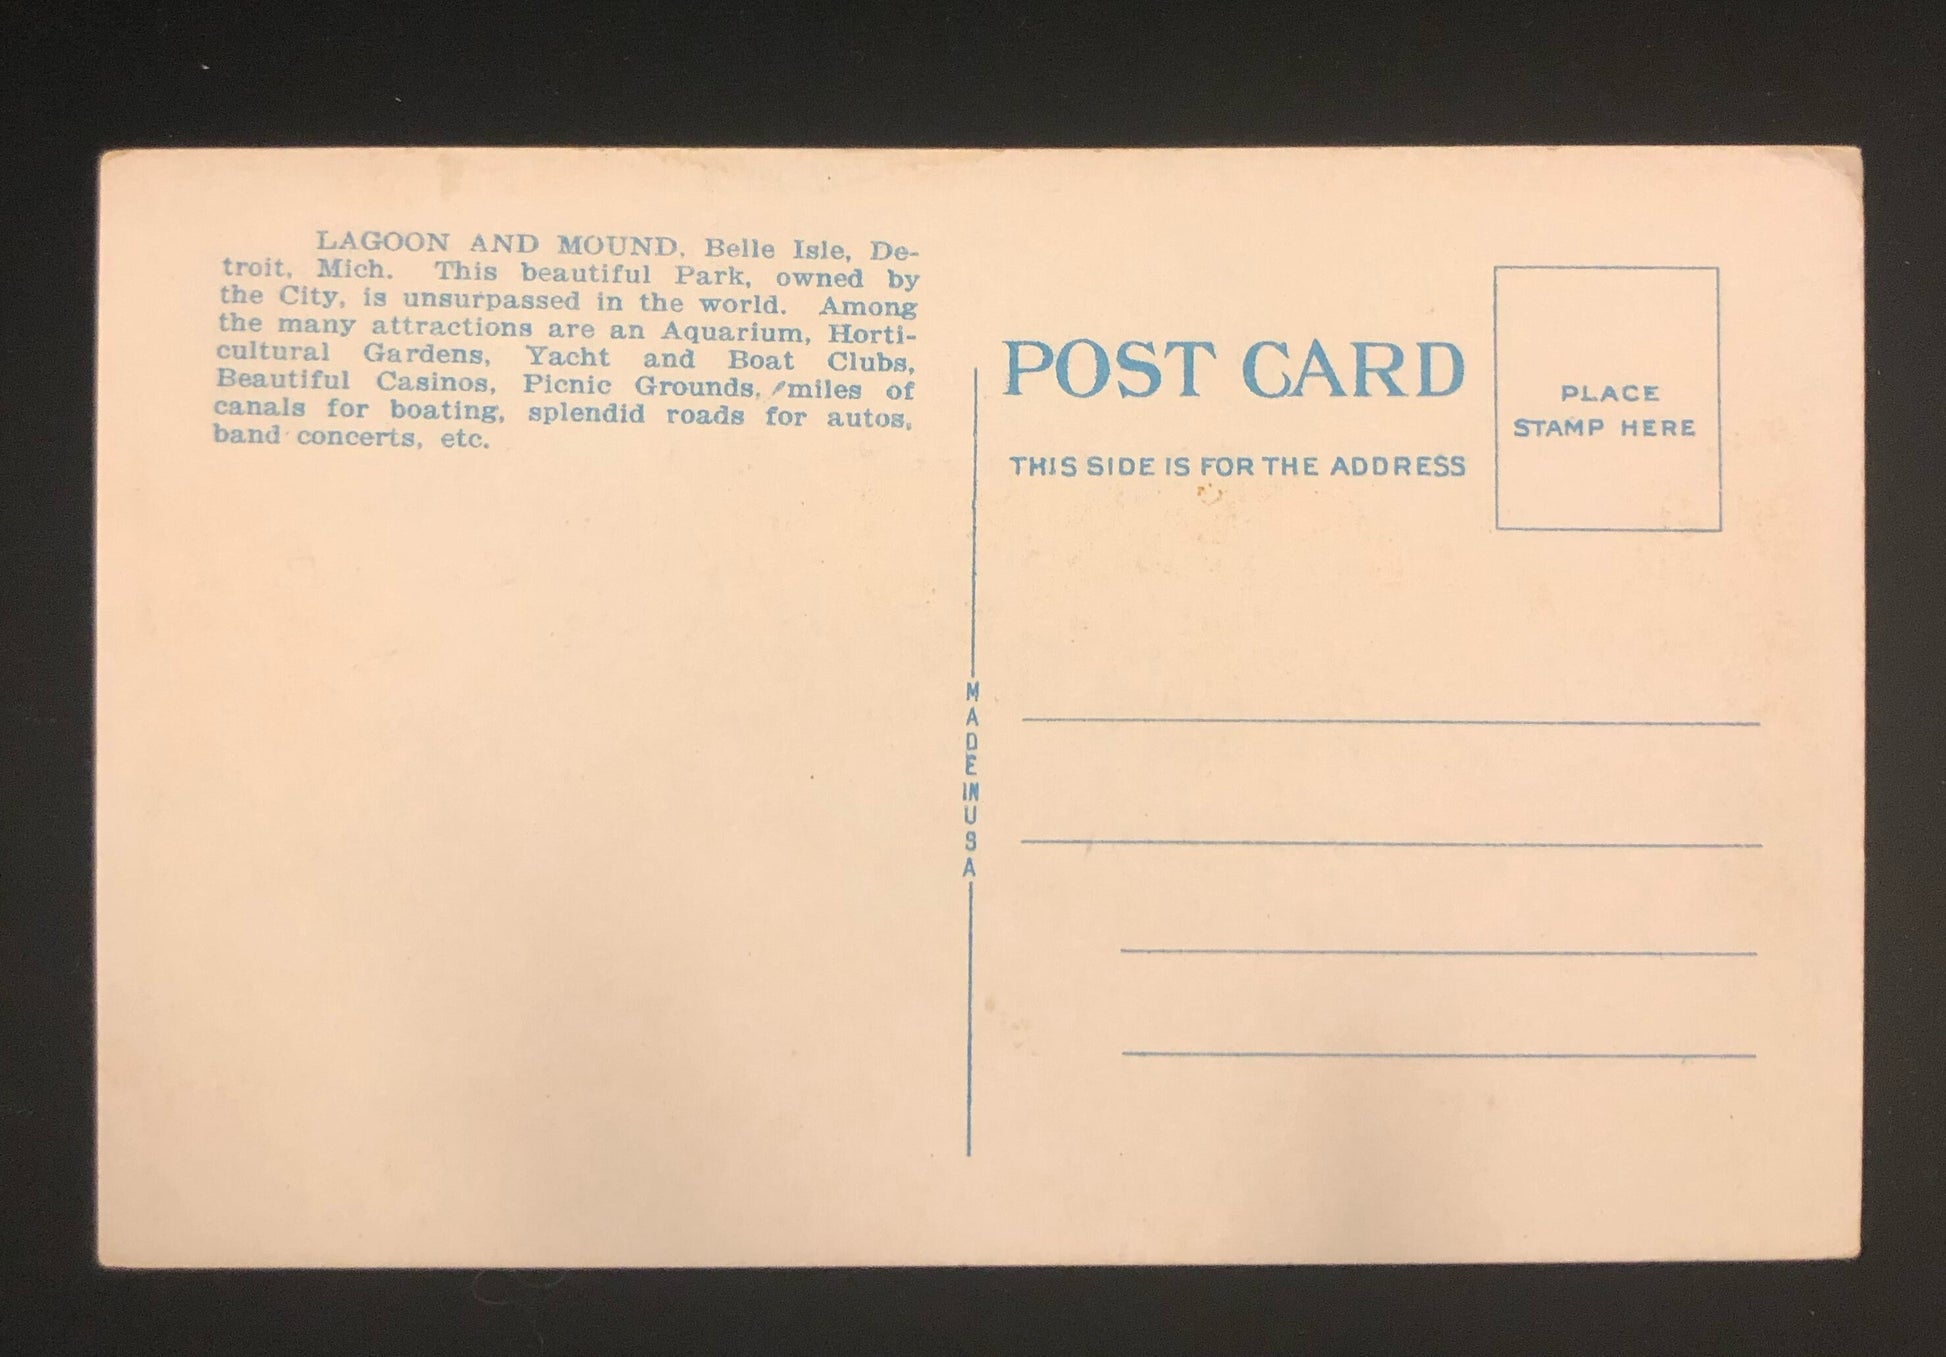 LAGOON AND MOUND, Belle Isle, De-
troit, Mich. This beautiful Park, owned by
the City, is unsurpassed in the world. Among
the many attractions are an Aquarium, Horti-
cultural Gardens, Yacht and Boat Clubs,
Beautiful Casinos, Picnic Grounds, miles of
canals for boating, splendid roads for autos,
band concerts, etc.
POST CARD
THIS SIDE IS FOR THE ADDRESS
PLACE
STAMP HERE
MADE IN USA